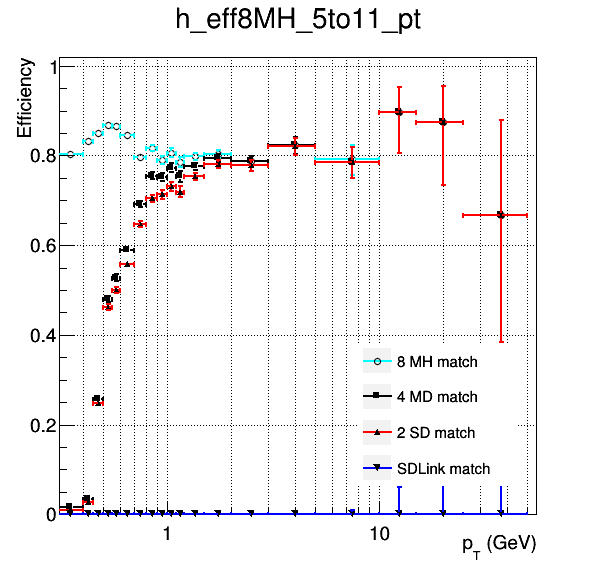 h_eff8MH_5to11_pt
Efficiency
1
0.8
0.6
0.4
0.2
0
8 MH match
4 MD match
2 SD match
SDLink match
1
10
pT (GeV)